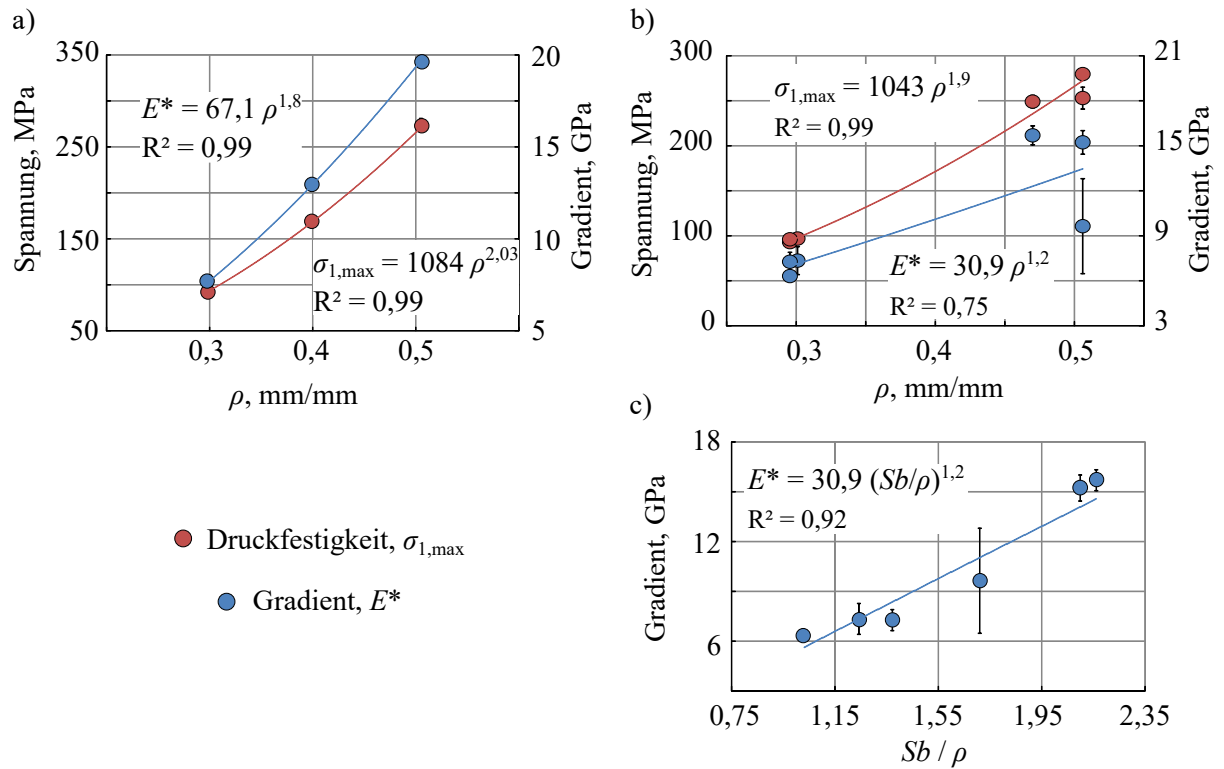 a)
Spannung, MPa
350
250
150
50
E* = 67,1 ρ^1,8
R² = 0,99
σ1,max = 1084 ρ^2,03
R² = 0,99
20
15
10
5
Gradient, GPa
0,3 0,4 0,5
ρ, mm/mm
b)
Spannung, MPa
300
200
100
0
σ1,max = 1043 ρ^1,9
R² = 0,99
E* = 30,9 ρ^1,2
R² = 0,75
21
15
9
3
Gradient, GPa
0,3 0,4 0,5
ρ, mm/mm
Druckfestigkeit, σ1,max
Gradient, E*
c)
Gradient, GPa
18
12
6
E* = 30,9 (Sb/ρ)^1,2
R² = 0,92
0,75 1,15 1,55 1,95 2,35
Sb / ρ